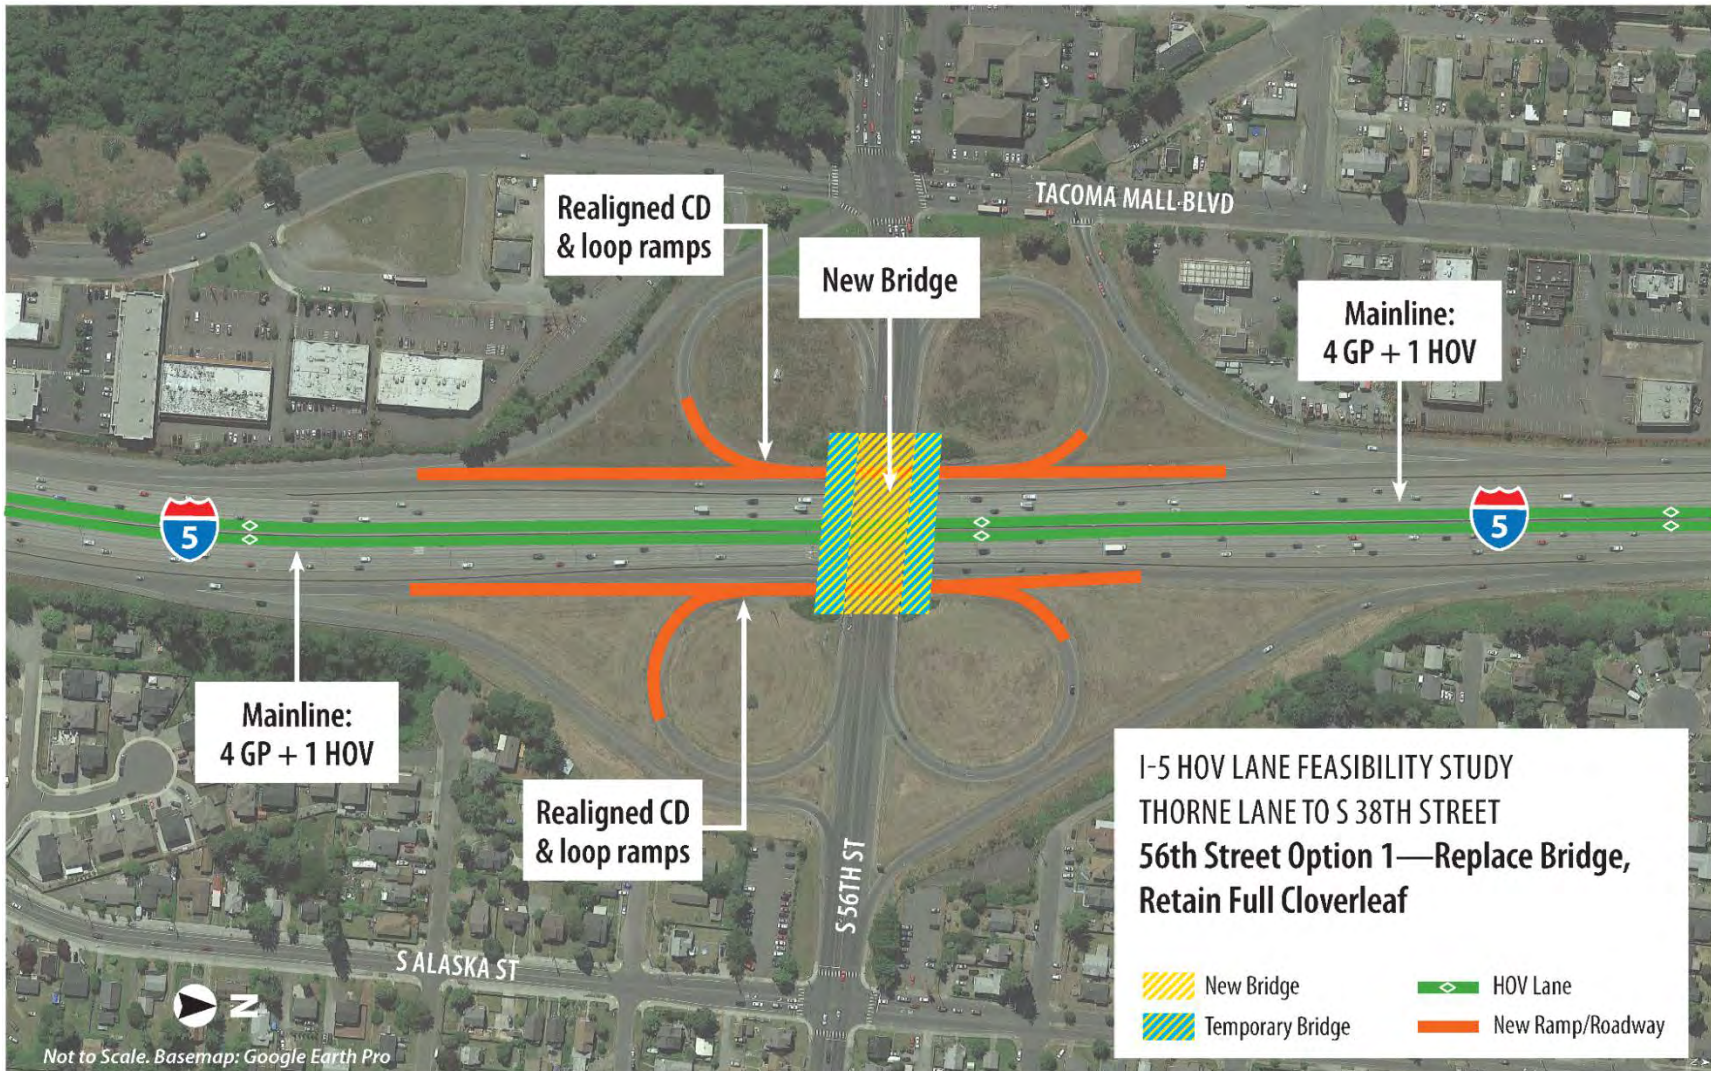 TACOMA MALL BLVD
Realigned CD
& loop ramps
New Bridge
Mainline:
4 GP + 1 HOV
5
5
Mainline:
4 GP + 1 HOV
Realigned CD
& loop ramps
S 56TH ST
S ALASKA ST
N
Not to Scale. Basemap: Google Earth Pro
I-5 HOV LANE FEASIBILITY STUDY
THORNE LANE TO S 38TH STREET
56th Street Option 1—Replace Bridge,
Retain Full Cloverleaf
New Bridge
HOV Lane
Temporary Bridge
New Ramp/Roadway